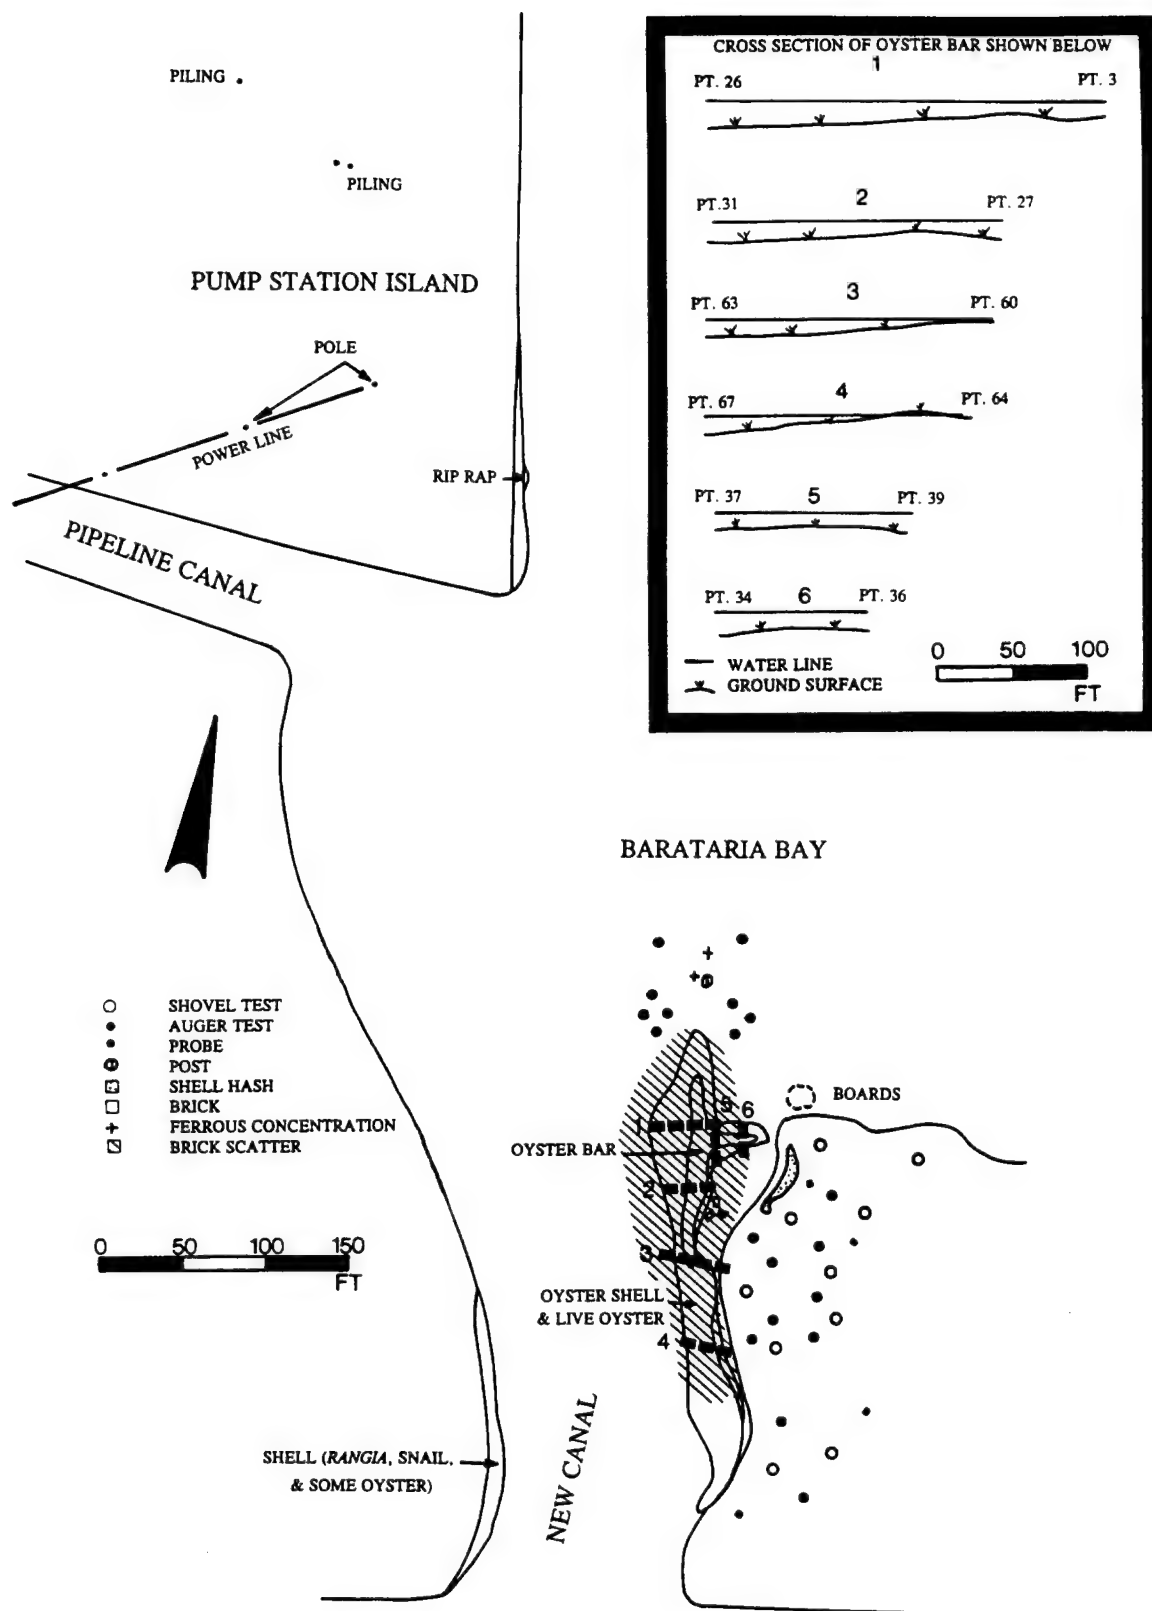 CROSS SECTION OF OYSTER BAR SHOWN BELOW
1
PT. 26
PT. 3
2
PT.31
PT. 27
3
PT. 63
PT. 60
4
PT. 67
PT. 64
5
PT. 37
PT. 39
6
PT. 34
PT. 36
WATER LINE
GROUND SURFACE
0 50 100
FT
PILING
PILING
PUMP STATION ISLAND
POLE
POWER LINE
RIP RAP
PIPELINE CANAL
BARATARIA BAY
SHOVEL TEST
AUGER TEST
PROBE
POST
SHELL HASH
BRICK
FERROUS CONCENTRATION
BRICK SCATTER
0 50 100 150
FT
BOARDS
5
6
1
OYSTER BAR
2
3
OYSTER SHELL
& LIVE OYSTER
4
SHELL (RANGIA, SNAIL,
& SOME OYSTER)
NEW CANAL